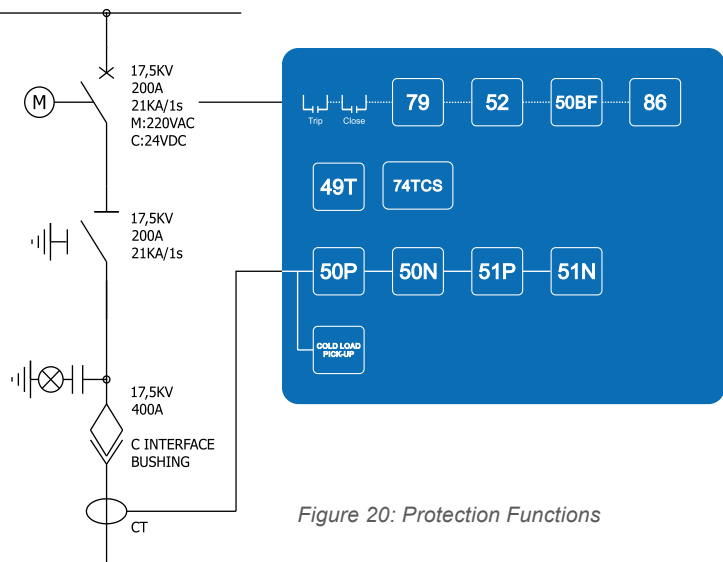 17,5KV
200A
21KA/1s
M:220VAC
C:24VDC
M
Trip
Close
79
52
50BF
86
49T
74TCS
17,5KV
200A
21KA/1s
50P
50N
51P
51N
COLD LOAD
PICK-UP
17,5KV
400A
C INTERFACE
BUSHING
CT
Figure 20: Protection Functions